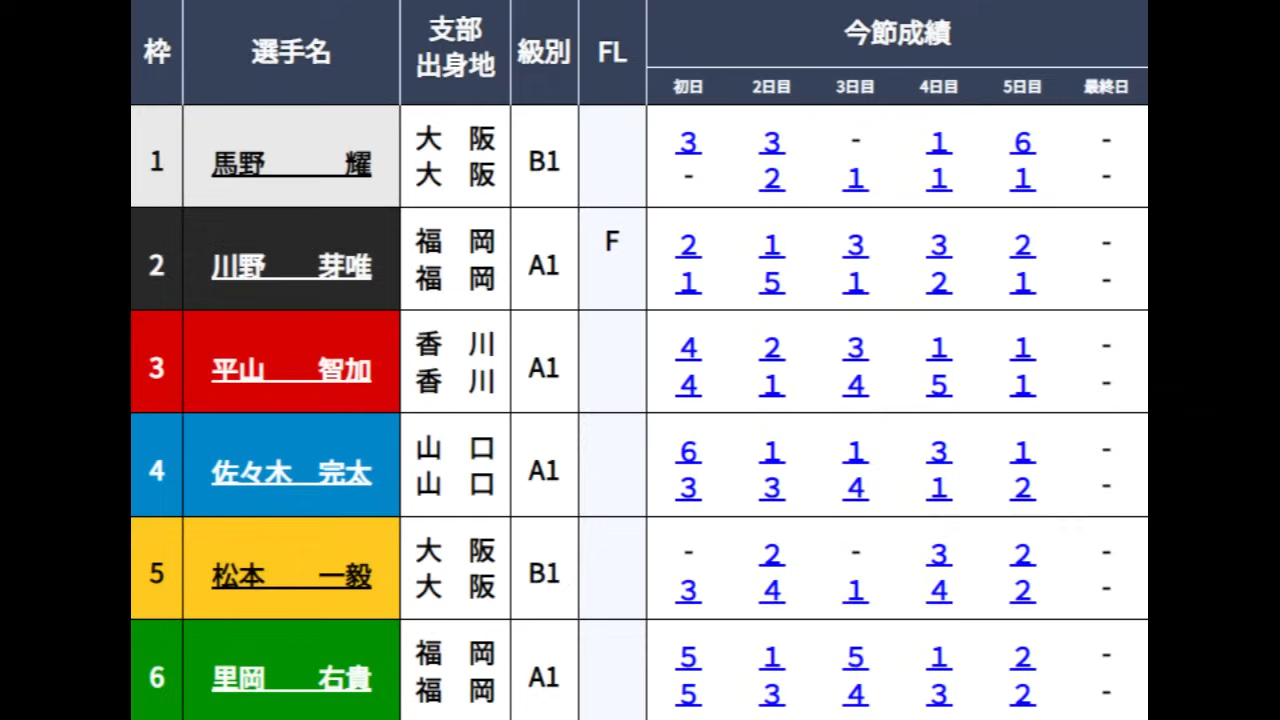 枠 選手名 支部 出身地 級別 FL 今節成績
初日 2日目 3日目 4日目 5日目 最終日
1 馬野 耀 大 阪 B1 3 3 - 1 6 -
大 阪 - 2 1 1 1 -
2 川野 芽唯 福 岡 A1 F 2 1 3 3 2 -
福 岡 1 5 1 2 1 -
3 平山 智加 香 川 A1 4 2 3 1 1 -
香 川 4 1 4 5 1 -
4 佐々木 完太 山 口 A1 6 1 1 3 1 -
山 口 3 3 4 1 2 -
5 松本 一毅 大 阪 B1 - 2 - 3 2 -
大 阪 3 4 1 4 2 -
6 里岡 右貴 福 岡 A1 5 1 5 1 2 -
福 岡 5 3 4 3 2 -